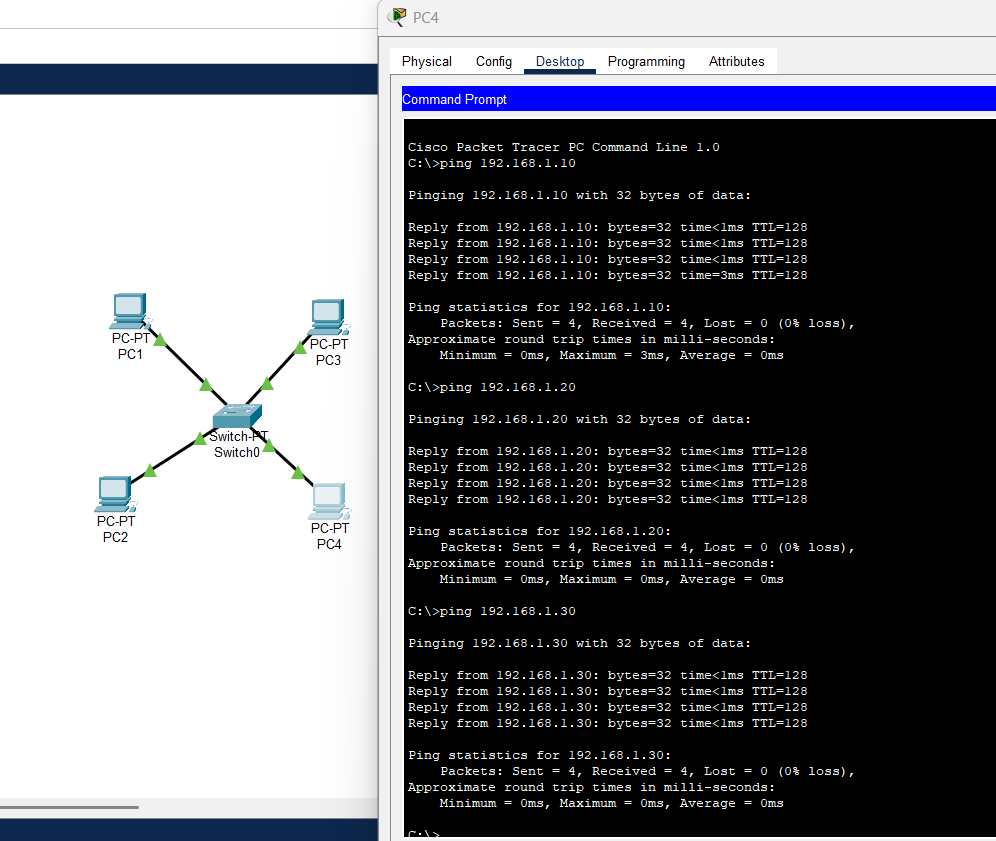 PC4
Physical Config Desktop Programming Attributes
Command Prompt
Cisco Packet Tracer PC Command Line 1.0
C:\>ping 192.168.1.10
Pinging 192.168.1.10 with 32 bytes of data:
Reply from 192.168.1.10: bytes=32 time<1ms TTL=128
Reply from 192.168.1.10: bytes=32 time<1ms TTL=128
Reply from 192.168.1.10: bytes=32 time<1ms TTL=128
Reply from 192.168.1.10: bytes=32 time=3ms TTL=128
Ping statistics for 192.168.1.10:
Packets: Sent = 4, Received = 4, Lost = 0 (0% loss),
Approximate round trip times in milli-seconds:
Minimum = 0ms, Maximum = 3ms, Average = 0ms
C:\>ping 192.168.1.20
Pinging 192.168.1.20 with 32 bytes of data:
Reply from 192.168.1.20: bytes=32 time<1ms TTL=128
Reply from 192.168.1.20: bytes=32 time<1ms TTL=128
Reply from 192.168.1.20: bytes=32 time<1ms TTL=128
Reply from 192.168.1.20: bytes=32 time<1ms TTL=128
Ping statistics for 192.168.1.20:
Packets: Sent = 4, Received = 4, Lost = 0 (0% loss),
Approximate round trip times in milli-seconds:
Minimum = 0ms, Maximum = 0ms, Average = 0ms
C:\>ping 192.168.1.30
Pinging 192.168.1.30 with 32 bytes of data:
Reply from 192.168.1.30: bytes=32 time<1ms TTL=128
Reply from 192.168.1.30: bytes=32 time<1ms TTL=128
Reply from 192.168.1.30: bytes=32 time<1ms TTL=128
Reply from 192.168.1.30: bytes=32 time<1ms TTL=128
Ping statistics for 192.168.1.30:
Packets: Sent = 4, Received = 4, Lost = 0 (0% loss),
Approximate round trip times in milli-seconds:
Minimum = 0ms, Maximum = 0ms, Average = 0ms
C:\>
PC-PT
PC1
PC-PT
PC3
Switch-PT
Switch0
PC-PT
PC2
PC-PT
PC4